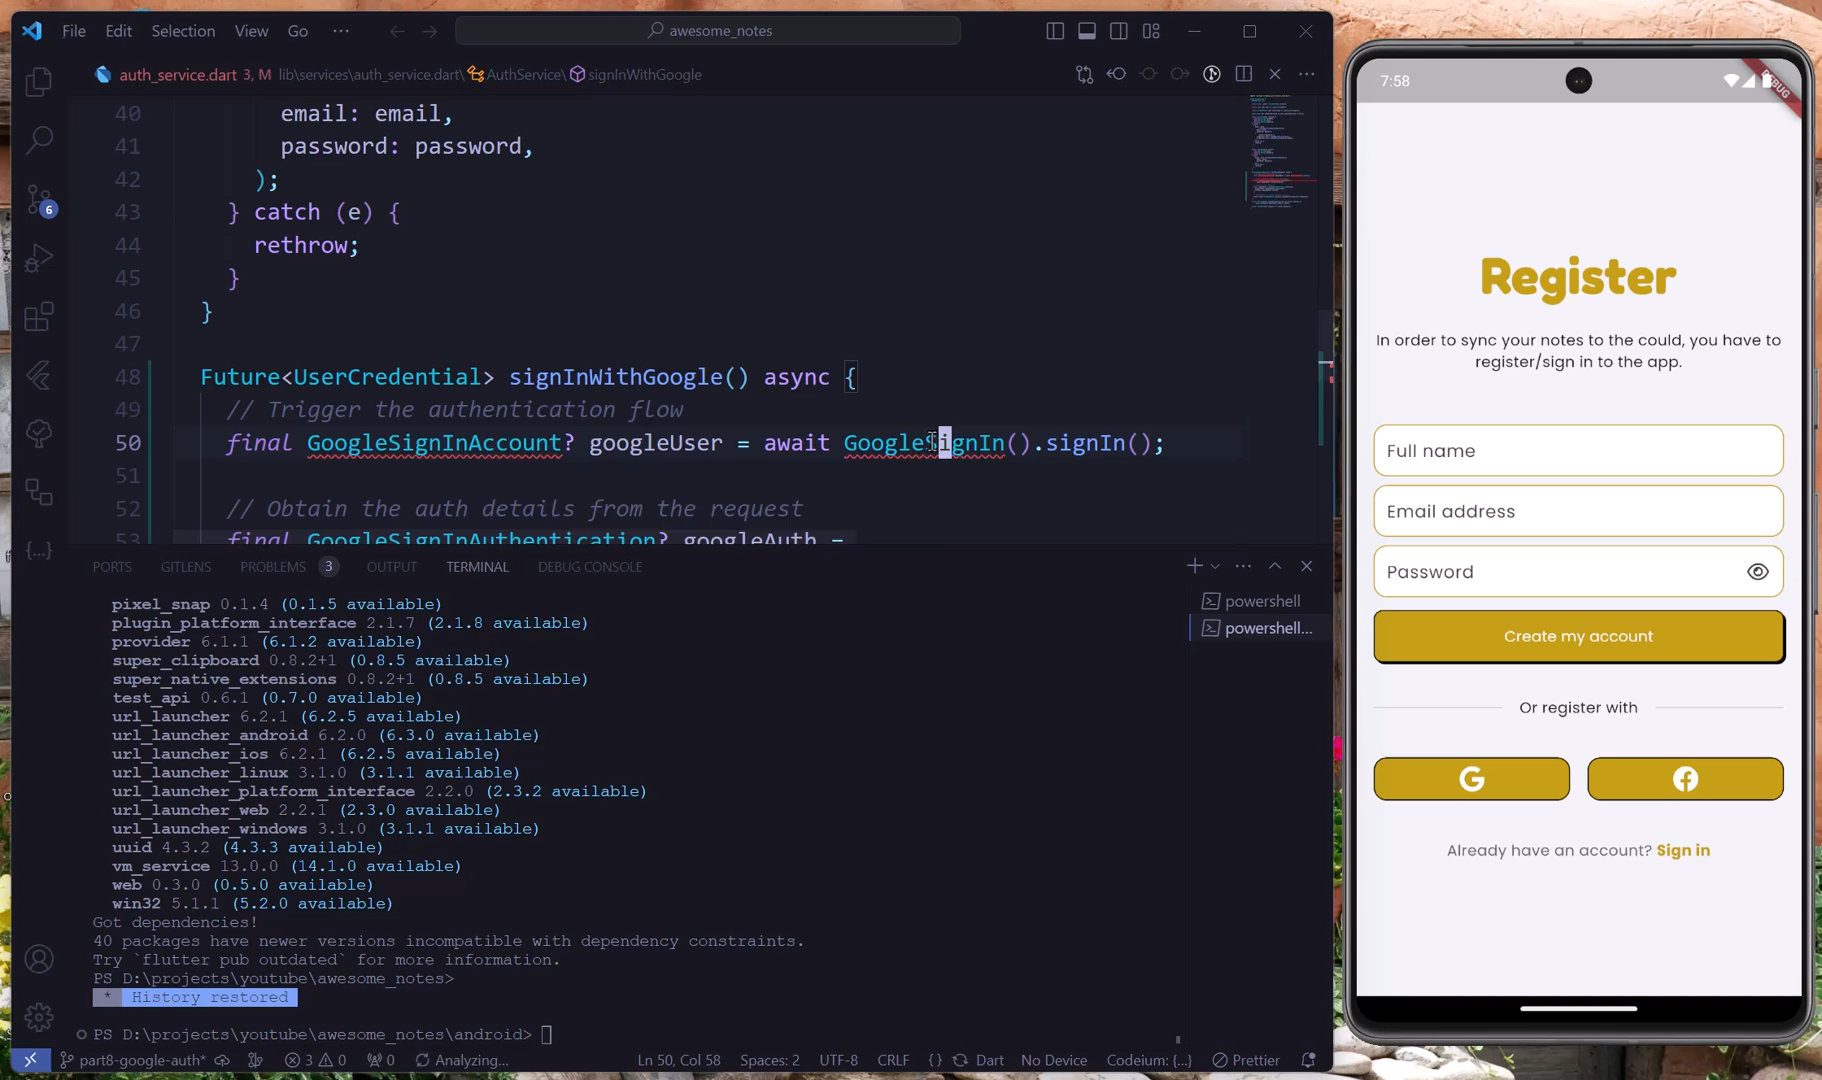 File Edit Selection View Go ··· awesome_notes
auth_service.dart 3, M lib\services\auth_service.dart\ AuthService\ signInWithGoogle
40 email: email,
41 password: password,
42 );
43 } catch (e) {
44 rethrow;
45 }
46 }
47
48 Future<UserCredential> signInWithGoogle() async {
49 // Trigger the authentication flow
50 final GoogleSignInAccount? googleUser = await GoogleSignIn().signIn();
51
52 // Obtain the auth details from the request
53 final GoogleSignInAuthentication? googleAuth =
6
PORTS GITLENS PROBLEMS 3 OUTPUT TERMINAL DEBUG CONSOLE
powershell
powershell...
pixel_snap 0.1.4 (0.1.5 available)
plugin_platform_interface 2.1.7 (2.1.8 available)
provider 6.1.1 (6.1.2 available)
super_clipboard 0.8.2+1 (0.8.5 available)
super_native_extensions 0.8.2+1 (0.8.5 available)
test_api 0.6.1 (0.7.0 available)
url_launcher 6.2.1 (6.2.5 available)
url_launcher_android 6.2.0 (6.3.0 available)
url_launcher_ios 6.2.1 (6.2.5 available)
url_launcher_linux 3.1.0 (3.1.1 available)
url_launcher_platform_interface 2.2.0 (2.3.2 available)
url_launcher_web 2.2.1 (2.3.0 available)
url_launcher_windows 3.1.0 (3.1.1 available)
uuid 4.3.2 (4.3.3 available)
vm_service 13.0.0 (14.1.0 available)
web 0.3.0 (0.5.0 available)
win32 5.1.1 (5.2.0 available)
Got dependencies!
40 packages have newer versions incompatible with dependency constraints.
Try `flutter pub outdated` for more information.
PS D:\projects\youtube\awesome_notes>
* History restored
PS D:\projects\youtube\awesome_notes\android>
part8-google-auth* 3 0 0 Analyzing... Ln 50, Col 58 Spaces: 2 UTF-8 CRLF {} Dart No Device Codeium: {...} Prettier
7:58
DEBUG
Register
In order to sync your notes to the could, you have to
register/sign in to the app.
Full name
Email address
Password
Create my account
Or register with
Already have an account? Sign in